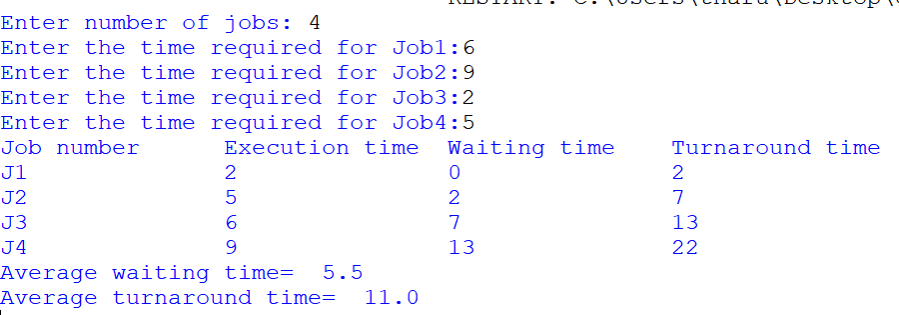 Enter number of jobs: 4
Enter the time required for Job1:6
Enter the time required for Job2:9
Enter the time required for Job3:2
Enter the time required for Job4:5
Job number Execution time Waiting time Turnaround time
J1 2 0 2
J2 5 2 7
J3 6 7 13
J4 9 13 22
Average waiting time= 5.5
Average turnaround time= 11.0